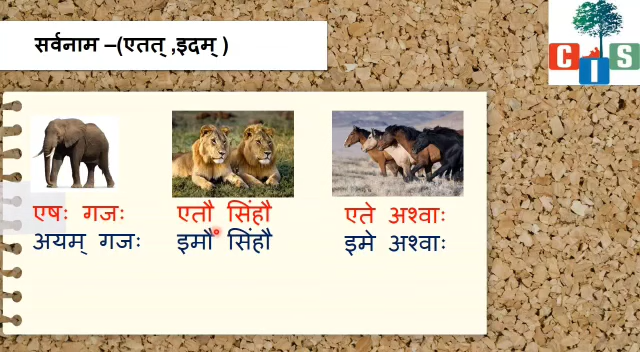 सर्वनाम –(एतत् ,इदम् )
CIS
एषः गजः
अयम् गजः
एतौ सिंहौ
इमौ सिंहौ
एते अश्वाः
इमे अश्वाः